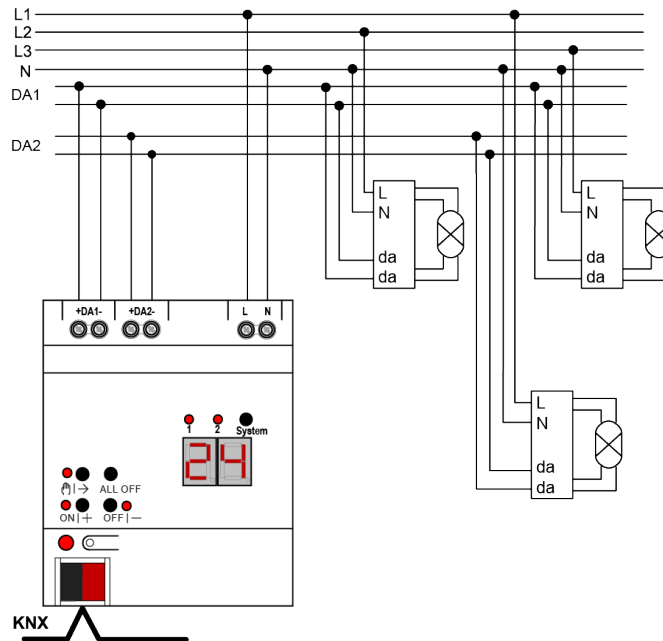 L1
L2
L3
N
DA1
DA2
L
N
da
da
L
N
da
da
+DA1-
+DA2-
L N
L
N
da
da
1 2 System
24
|→ ALL OFF
ON|+ OFF|—
KNX